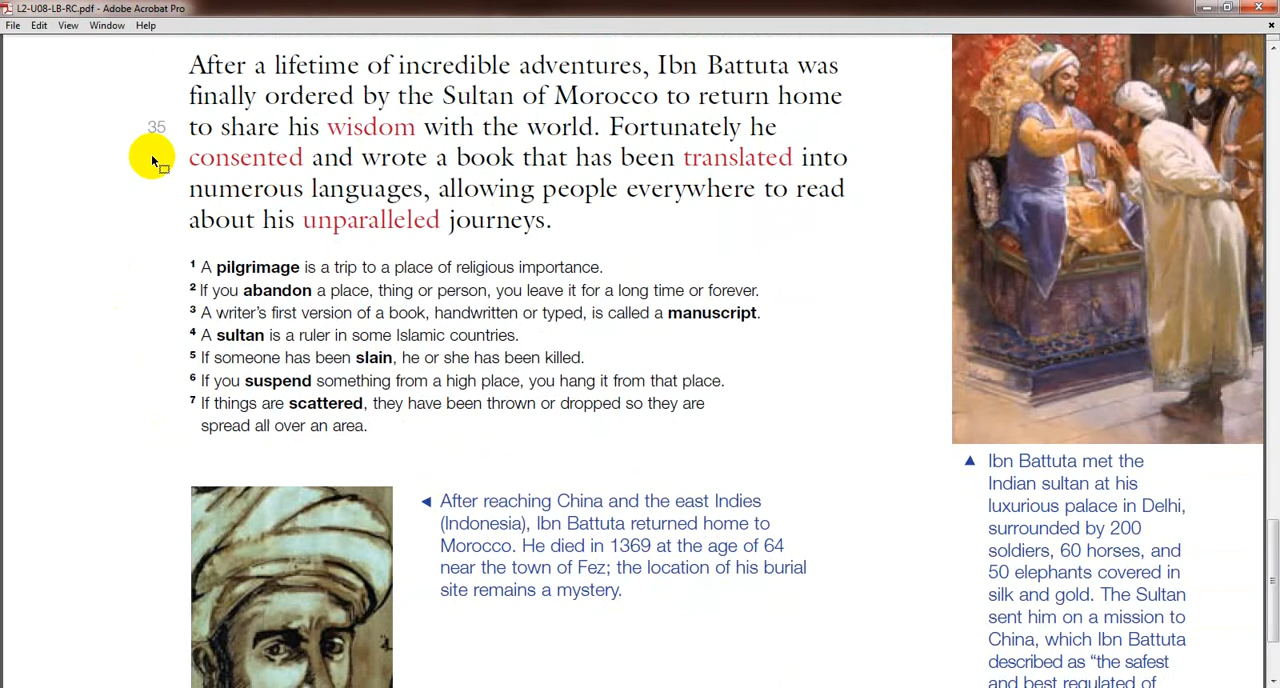 L2-U08-LB-RC.pdf - Adobe Acrobat Pro
File Edit View Window Help
After a lifetime of incredible adventures, Ibn Battuta was
finally ordered by the Sultan of Morocco to return home
35 to share his wisdom with the world. Fortunately he
consented and wrote a book that has been translated into
numerous languages, allowing people everywhere to read
about his unparalleled journeys.
1 A pilgrimage is a trip to a place of religious importance.
2 If you abandon a place, thing or person, you leave it for a long time or forever.
3 A writer's first version of a book, handwritten or typed, is called a manuscript.
4 A sultan is a ruler in some Islamic countries.
5 If someone has been slain, he or she has been killed.
6 If you suspend something from a high place, you hang it from that place.
7 If things are scattered, they have been thrown or dropped so they are
spread all over an area.
After reaching China and the east Indies
(Indonesia), Ibn Battuta returned home to
Morocco. He died in 1369 at the age of 64
near the town of Fez; the location of his burial
site remains a mystery.
Ibn Battuta met the
Indian sultan at his
luxurious palace in Delhi,
surrounded by 200
soldiers, 60 horses, and
50 elephants covered in
silk and gold. The Sultan
sent him on a mission to
China, which Ibn Battuta
described as "the safest
and best regulated of